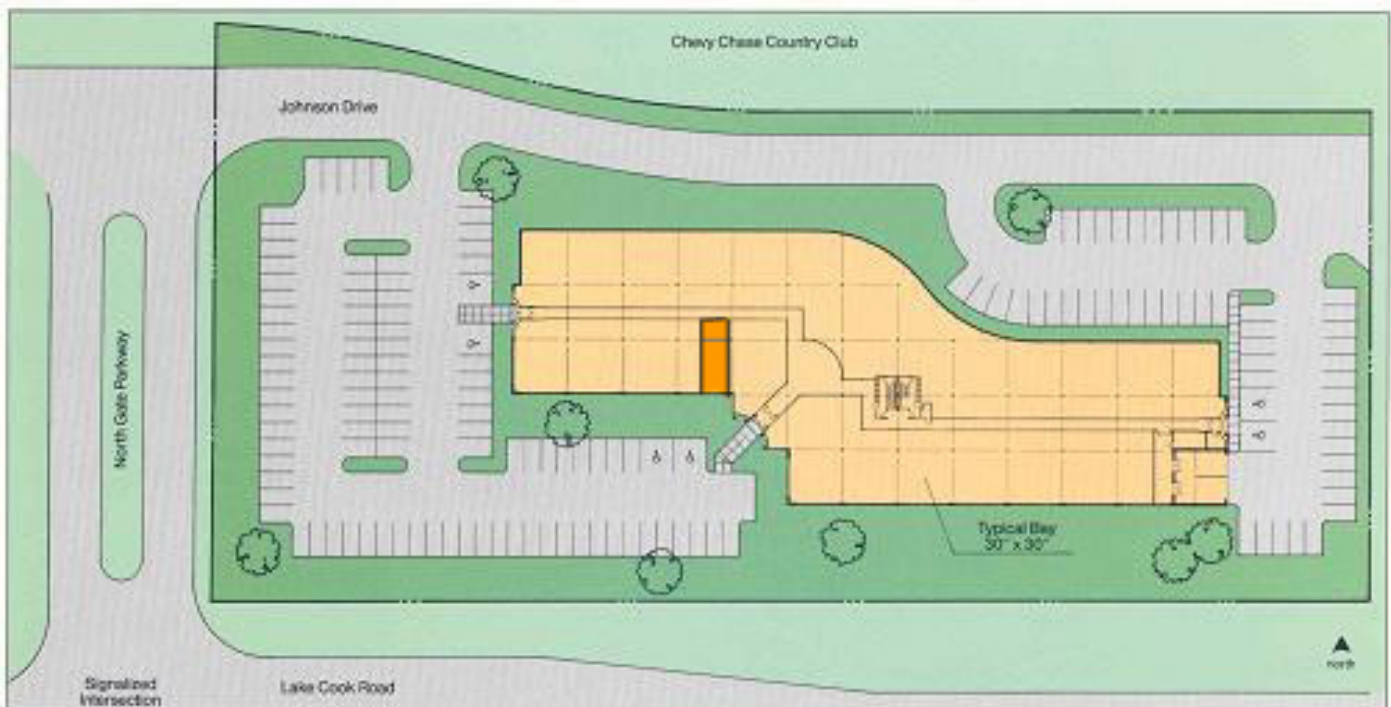 Chevy Chase Country Club
Johnson Drive
North Gate Parkway
Typical Bay
30" x 30"
north
Signalized
Intersection
Lake Cook Road